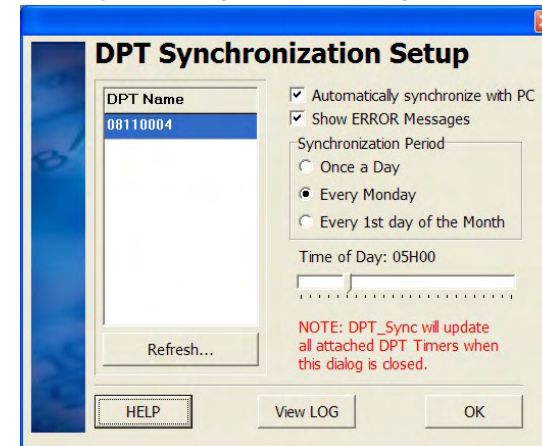 DPT Synchronization Setup
DPT Name
08110004
Refresh...
Automatically synchronize with PC
Show ERROR Messages
Synchronization Period
Once a Day
Every Monday
Every 1st day of the Month
Time of Day: 05H00
NOTE: DPT_Sync will update
all attached DPT Timers when
this dialog is closed.
HELP
View LOG
OK